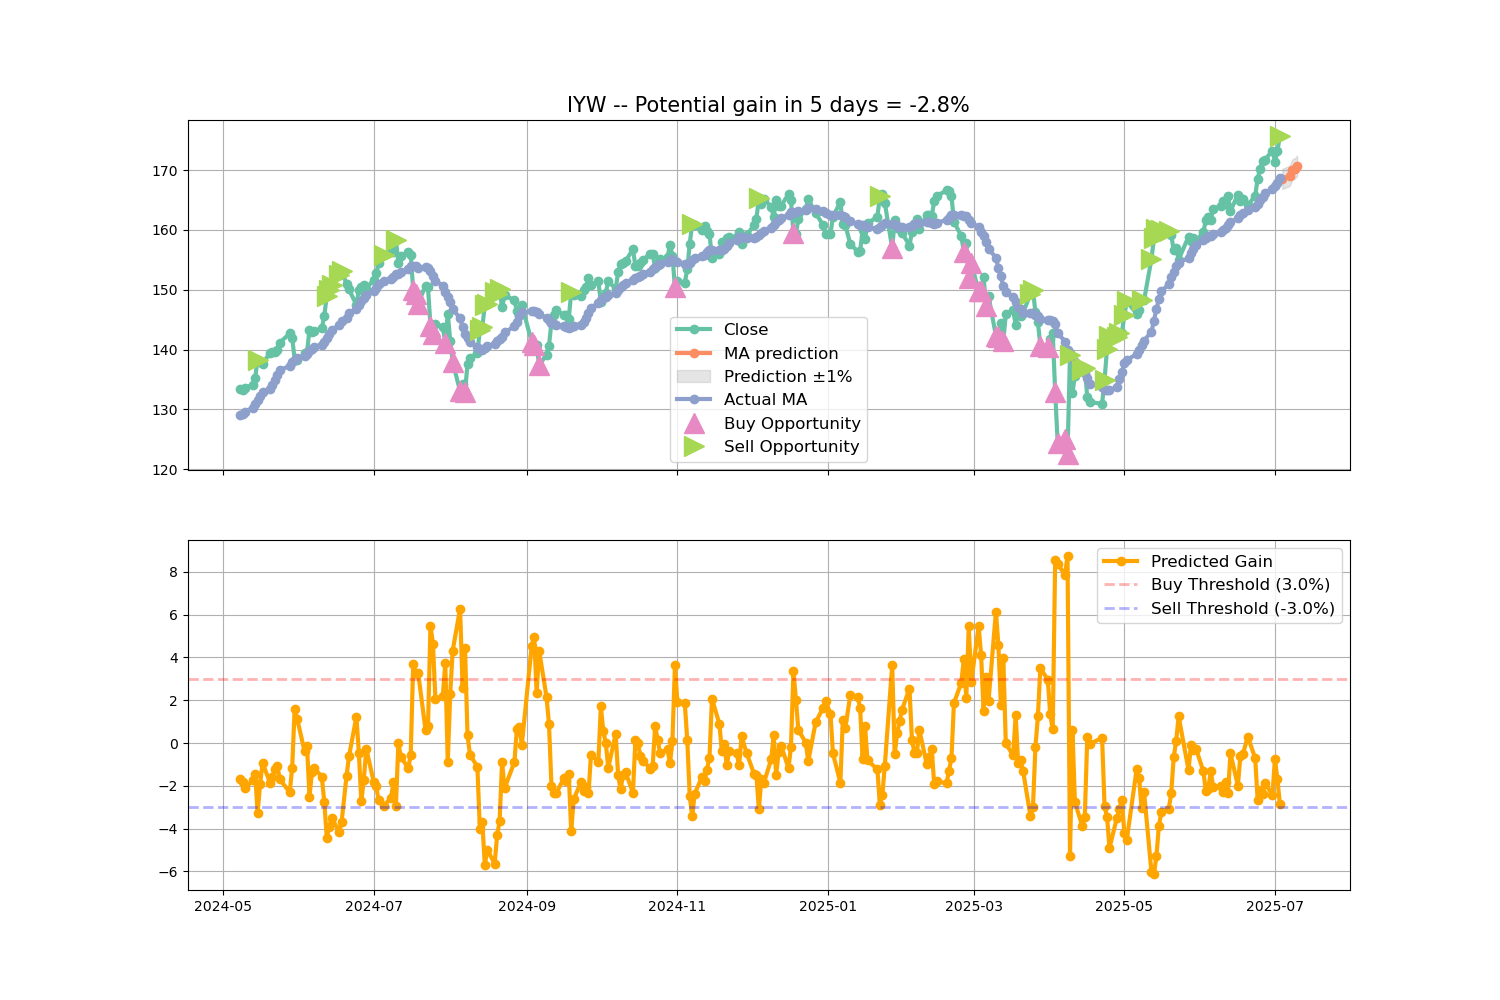 IYW -- Potential gain in 5 days = -2.8%
170
160
150
140
130
120
Close
MA prediction
Prediction ±1%
Actual MA
Buy Opportunity
Sell Opportunity
8
6
4
2
0
−2
−4
−6
Predicted Gain
Buy Threshold (3.0%)
Sell Threshold (-3.0%)
2024-05 2024-07 2024-09 2024-11 2025-01 2025-03 2025-05 2025-07